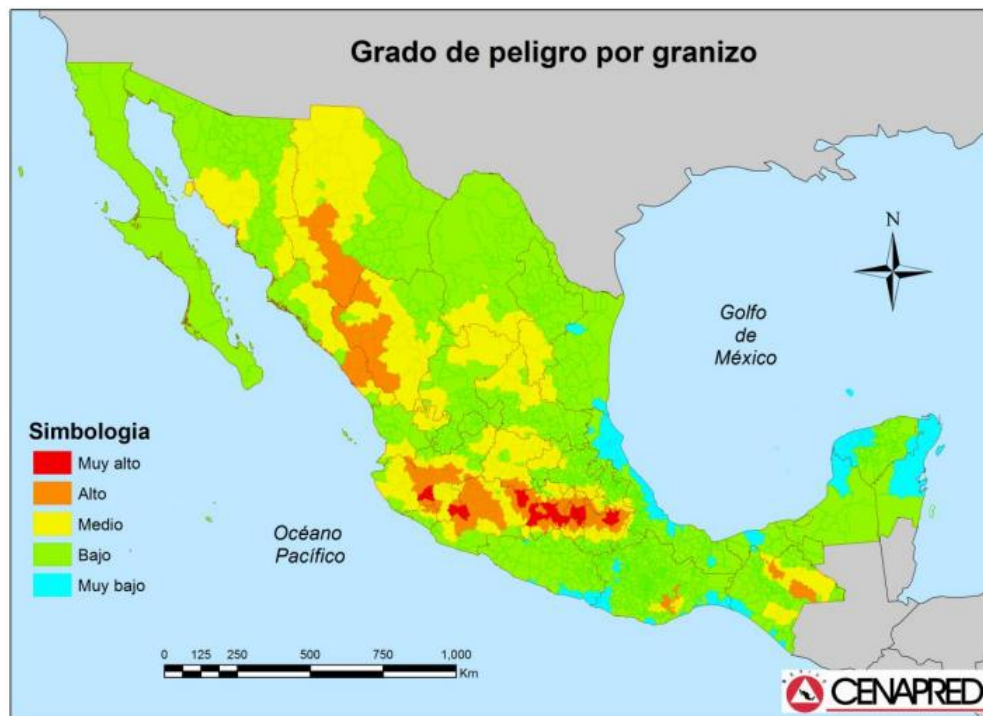 Grado de peligro por granizo
N
Golfo
de
México
Simbologia
Muy alto
Alto
Medio
Bajo
Muy bajo
Océano
Pacífico
0 125 250 500 750 1,000
Km
MEXICO
CENAPRED